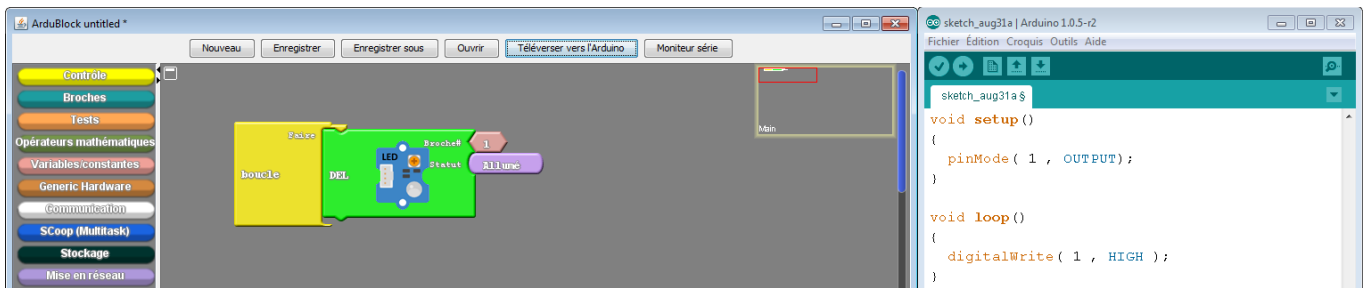 ArduBlock untitled *
Nouveau Enregistrer Enregistrer sous Ouvrir Téléverser vers l'Arduino Moniteur série
Contrôle
Broches
Tests
Opérateurs mathématiques
Variables/constantes
Generic Hardware
Communication
SCoop (Multitask)
Stockage
Mise en réseau
Faire
boucle
DEL
LED
Broche# 1
Statut Allumé
Main
sketch_aug31a | Arduino 1.0.5-r2
Fichier Édition Croquis Outils Aide
sketch_aug31a §
void setup()
{
pinMode( 1 , OUTPUT);
}
void loop()
{
digitalWrite( 1 , HIGH );
}